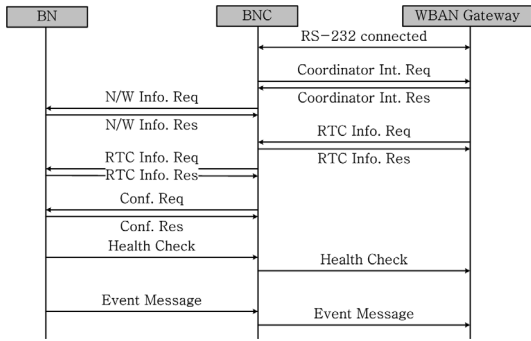 BN
BNC
WBAN Gateway
RS-232 connected
Coordinator Int. Req
Coordinator Int. Res
N/W Info. Req
N/W Info. Res
RTC Info. Req
RTC Info. Res
RTC Info. Req
RTC Info. Res
Conf. Req
Conf. Res
Health Check
Health Check
Event Message
Event Message